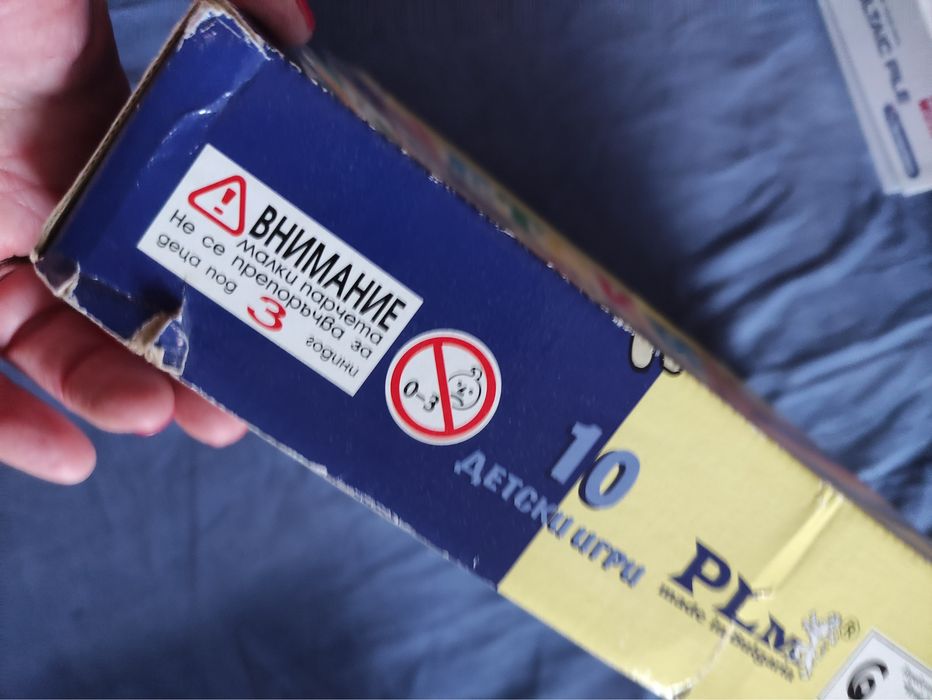 ВНИМАНИЕ
малки парчета
Не се препоръчва за
деца под 3 години
0-3
10
ДЕТСКИ ИГРИ
PLM
made in Bulgaria
®